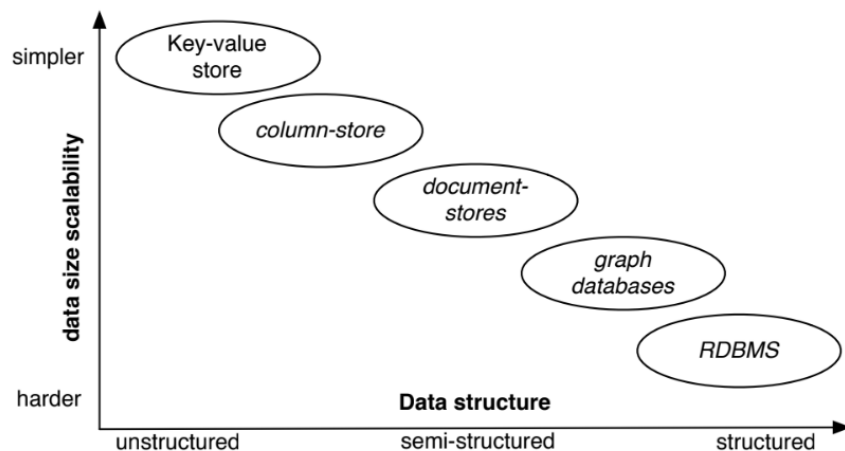 simpler
Key-value
store
column-store
document-
stores
graph
databases
RDBMS
data size scalability
harder
Data structure
unstructured
semi-structured
structured